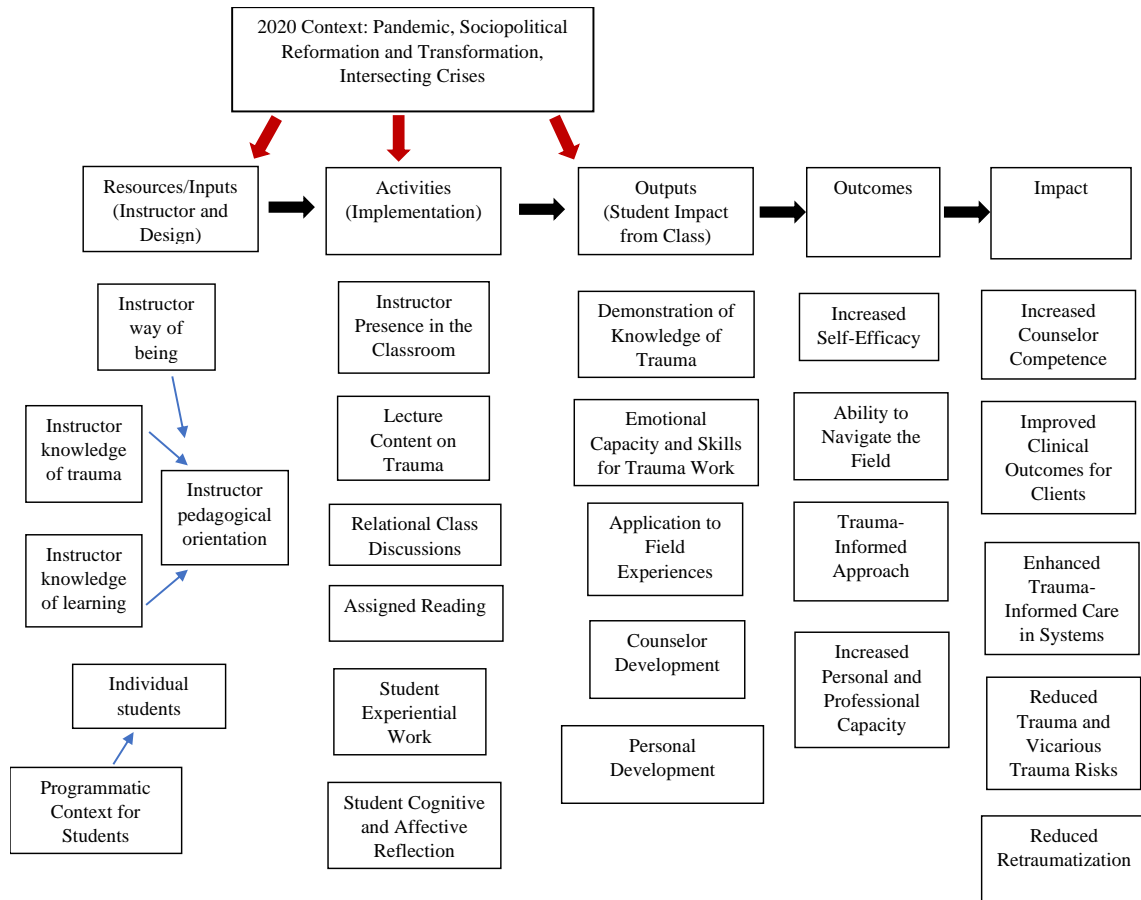 2020 Context: Pandemic, Sociopolitical
Reformation and Transformation,
Intersecting Crises
Resources/Inputs
(Instructor and
Design)
Activities
(Implementation)
Outputs
(Student Impact
from Class)
Outcomes
Impact
Instructor
way of
being
Instructor
knowledge
of trauma
Instructor
pedagogical
orientation
Instructor
knowledge
of learning
Individual
students
Programmatic
Context for
Students
Instructor
Presence in the
Classroom
Lecture
Content on
Trauma
Relational Class
Discussions
Assigned Reading
Student
Experiential
Work
Student Cognitive
and Affective
Reflection
Demonstration of
Knowledge of
Trauma
Emotional
Capacity and Skills
for Trauma Work
Application to
Field
Experiences
Counselor
Development
Personal
Development
Increased
Self-Efficacy
Ability to
Navigate the
Field
Trauma-
Informed
Approach
Increased
Personal and
Professional
Capacity
Increased
Counselor
Competence
Improved
Clinical
Outcomes for
Clients
Enhanced
Trauma-
Informed Care
in Systems
Reduced
Trauma and
Vicarious
Trauma Risks
Reduced
Retraumatization